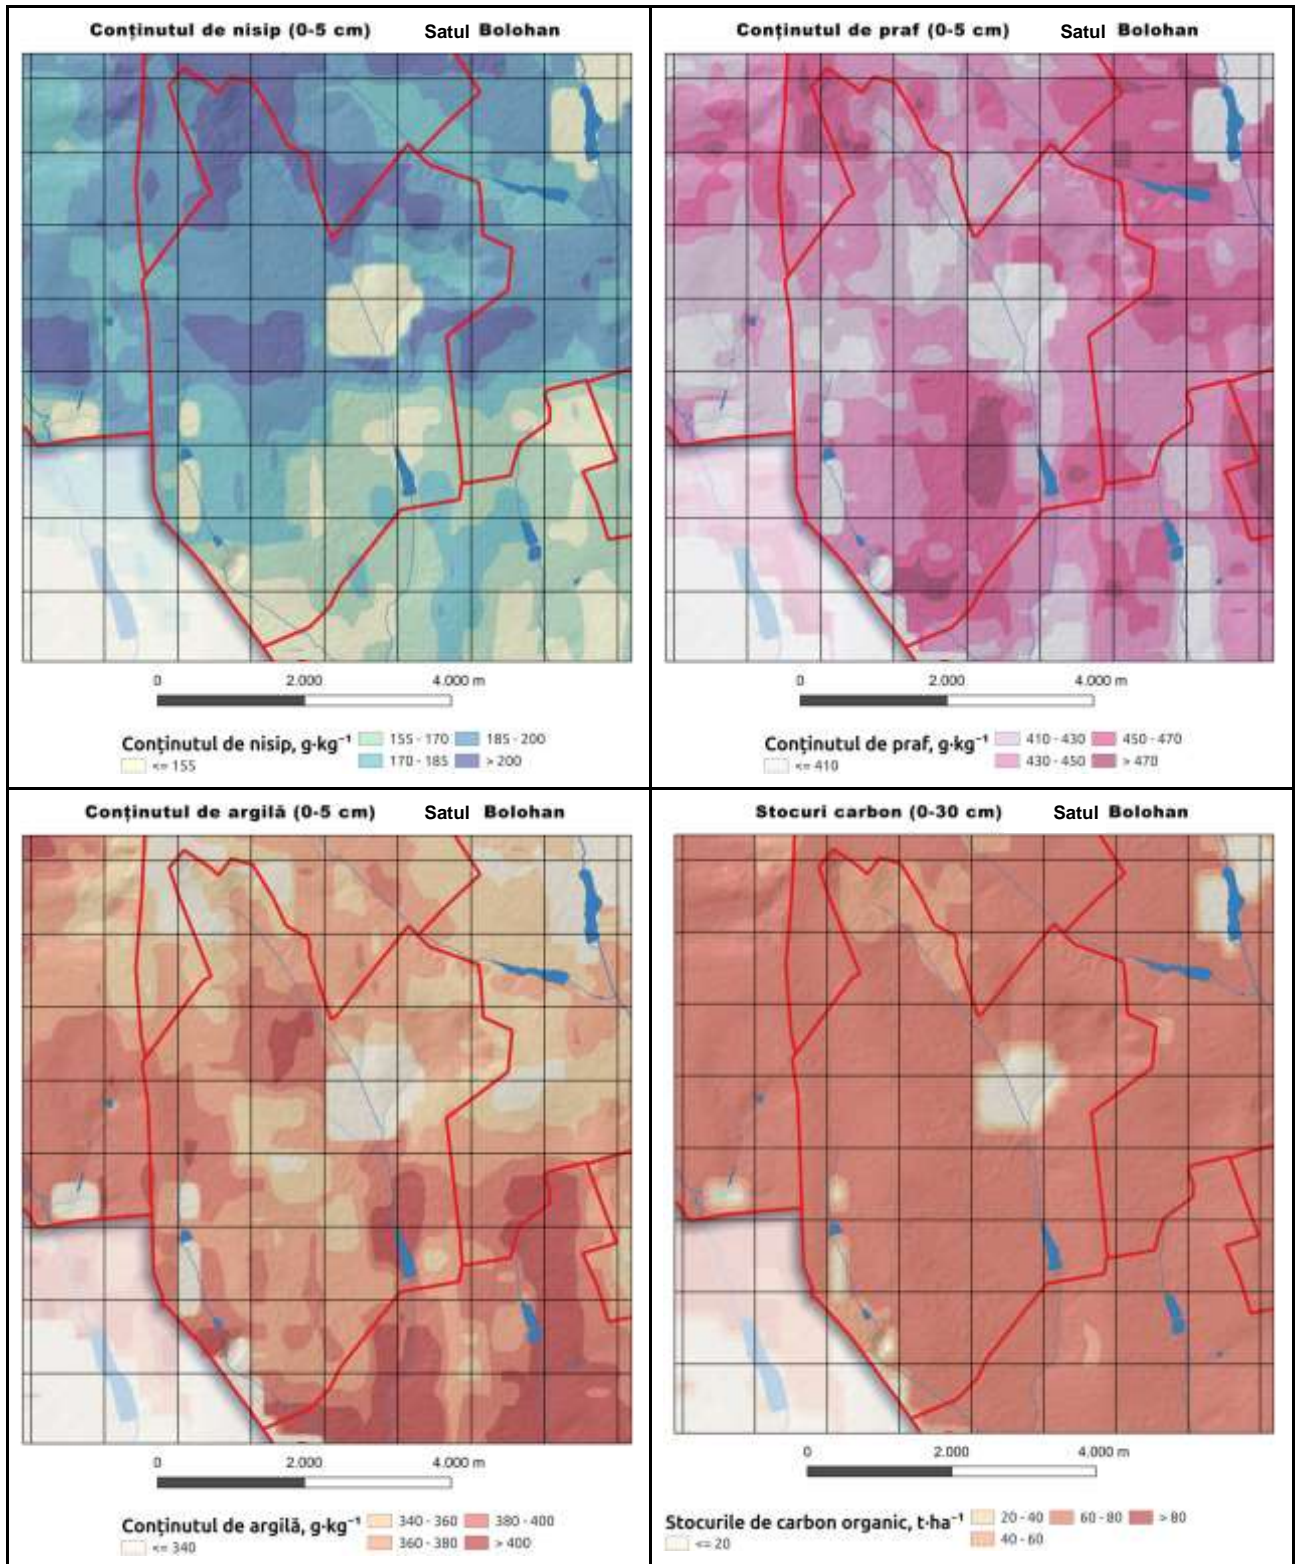 Conținutul de nisip (0-5 cm) Satul Bolohan
0 2.000 4.000 m
Conținutul de nisip, g·kg⁻¹ 155 - 170 185 - 200
<= 155 170 - 185 > 200
Conținutul de praf (0-5 cm) Satul Bolohan
0 2.000 4.000 m
Conținutul de praf, g·kg⁻¹ 410 - 430 450 - 470
<= 410 430 - 450 > 470
Conținutul de argilă (0-5 cm) Satul Bolohan
0 2.000 4.000 m
Conținutul de argilă, g·kg⁻¹ 340 - 360 380 - 400
<= 340 360 - 380 > 400
Stocuri carbon (0-30 cm) Satul Bolohan
0 2.000 4.000 m
Stocurile de carbon organic, t·ha⁻¹ 20 - 40 60 - 80 > 80
<= 20 40 - 60